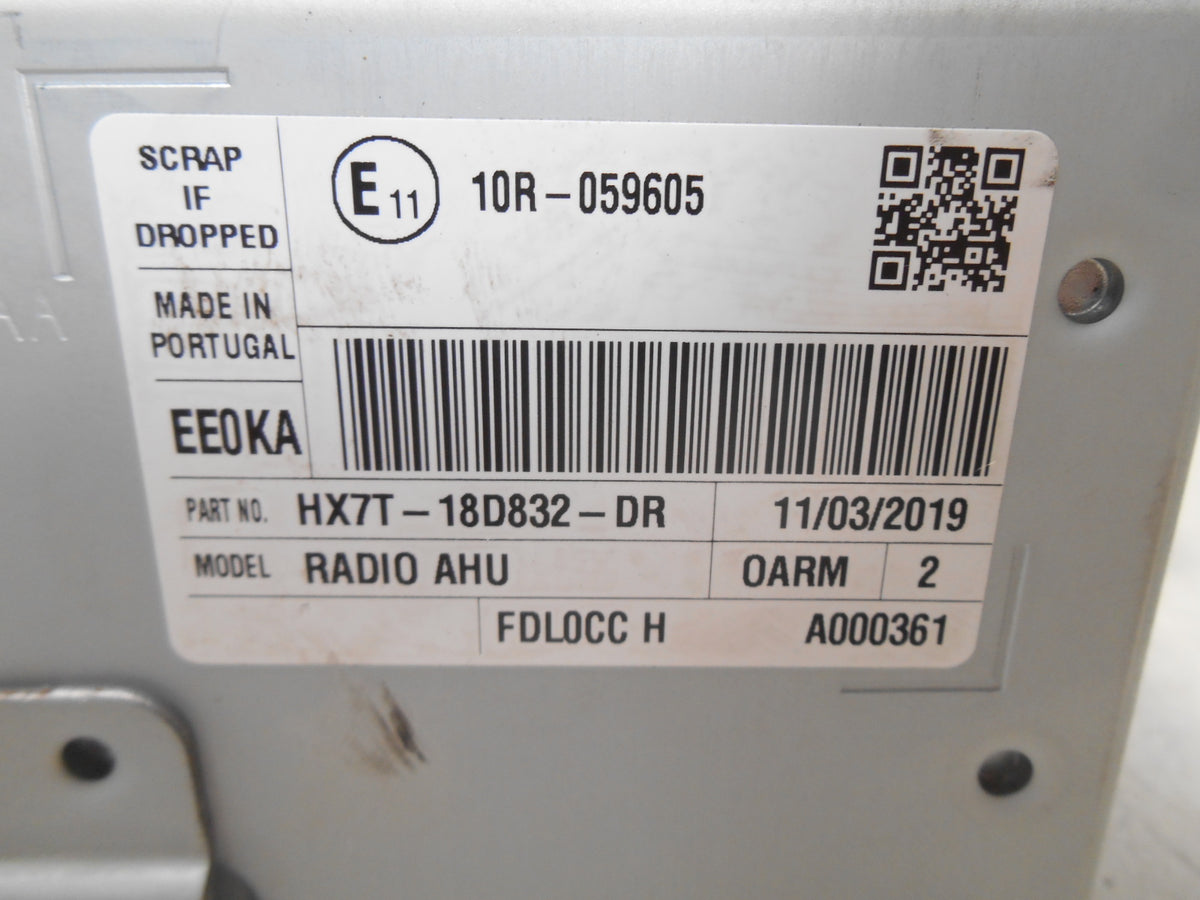 SCRAP
IF
DROPPED
E 11 10R-059605
MADE IN
PORTUGAL
EE0KA
PART NO. HX7T-18D832-DR 11/03/2019
MODEL RADIO AHU OARM 2
FDL0CC H A000361